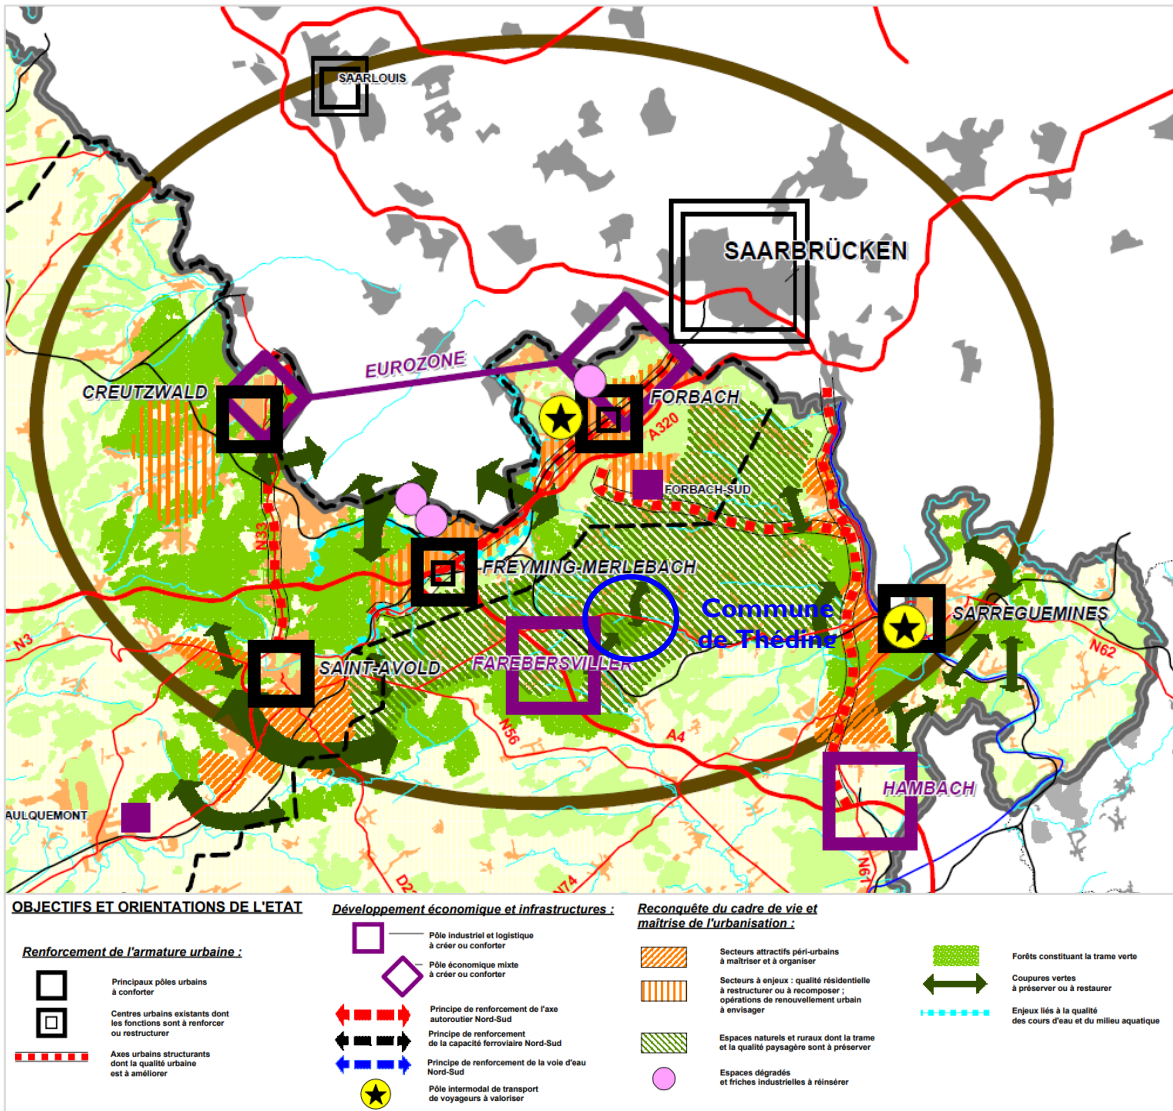 SAARLOUIS
SAARBRÜCKEN
EUROZONE
CREUTZWALD
FORBACH
A320
FORBACH-SUD
N33
FREYMING-MERLEBACH
Commune
de Théding
SARREGUEMINES
N3
SAINT-AVOLD
FAREBERSVILLER
N62
N56
A4
HAMBACH
AULQUEMONT
N61
N74
OBJECTIFS ET ORIENTATIONS DE L'ETAT
Renforcement de l'armature urbaine :
Principaux pôles urbains
à conforter
Centres urbains existants dont
les fonctions sont à renforcer
ou restructurer
Axes urbains structurants
dont la qualité urbaine
est à améliorer
Développement économique et infrastructures :
Pôle industriel et logistique
à créer ou conforter
Pôle économique mixte
à créer ou conforter
Principe de renforcement de l'axe
autoroutier Nord-Sud
Principe de renforcement
de la capacité ferroviaire Nord-Sud
Principe de renforcement de la voie d'eau
Nord-Sud
Pôle intermodal de transport
de voyageurs à valoriser
Reconquête du cadre de vie et
maîtrise de l'urbanisation :
Secteurs attractifs péri-urbains
à maîtriser et à organiser
Secteurs à enjeu : qualité résidentielle
à restructurer ou à recomposer ;
opérations de renouvellement urbain
à envisager
Espaces naturels et ruraux dont la trame
et la qualité paysagère sont à préserver
Espaces dégradés
et friches industrielles à réinsérer
Forêts constituant la trame verte
Coupures vertes
à préserver ou à restaurer
Enjeux liés à la qualité
des cours d'eau et du milieu aquatique